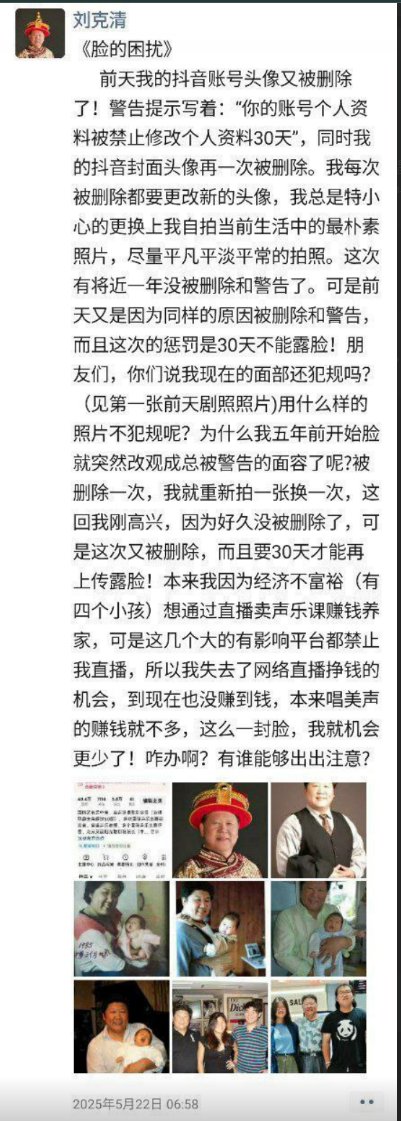 刘克清
《脸的困扰》
前天我的抖音账号头像又被删除
了！警告提示写着：“你的账号个人资
料被禁止修改个人资料30天”，同时我
的抖音封面头像再一次被删除。我每次
被删除都要更改新的头像，我总是特小
心的更换上我自拍当前生活中的最朴素
照片，尽量平凡平淡平常的拍照。这次
有将近一年没被删除和警告了。可是前
天又是因为同样的原因被删除和警告，
而且这次的惩罚是30天不能露脸！朋
友们，你们说我现在的面部还犯规吗？
（见第一张前天剧照照片)用什么样的
照片不犯规呢？为什么我五年前开始脸
就突然改观成总被警告的面容了呢?被
删除一次，我就重新拍一张换一次，这
回我刚高兴，因为好久没被删除了，可
是这次又被删除，而且要30天才能再
上传露脸！本来我因为经济不富裕（有
四个小孩）想通过直播卖声乐课赚钱养
家，可是这几个大的有影响平台都禁止
我直播，所以我失去了网络直播挣钱的
机会，到现在也没赚到钱，本来唱美声
的赚钱就不多，这么一封脸，我就机会
更少了！咋办啊？有谁能够出出注意？
1985
2025年5月22日 06:58